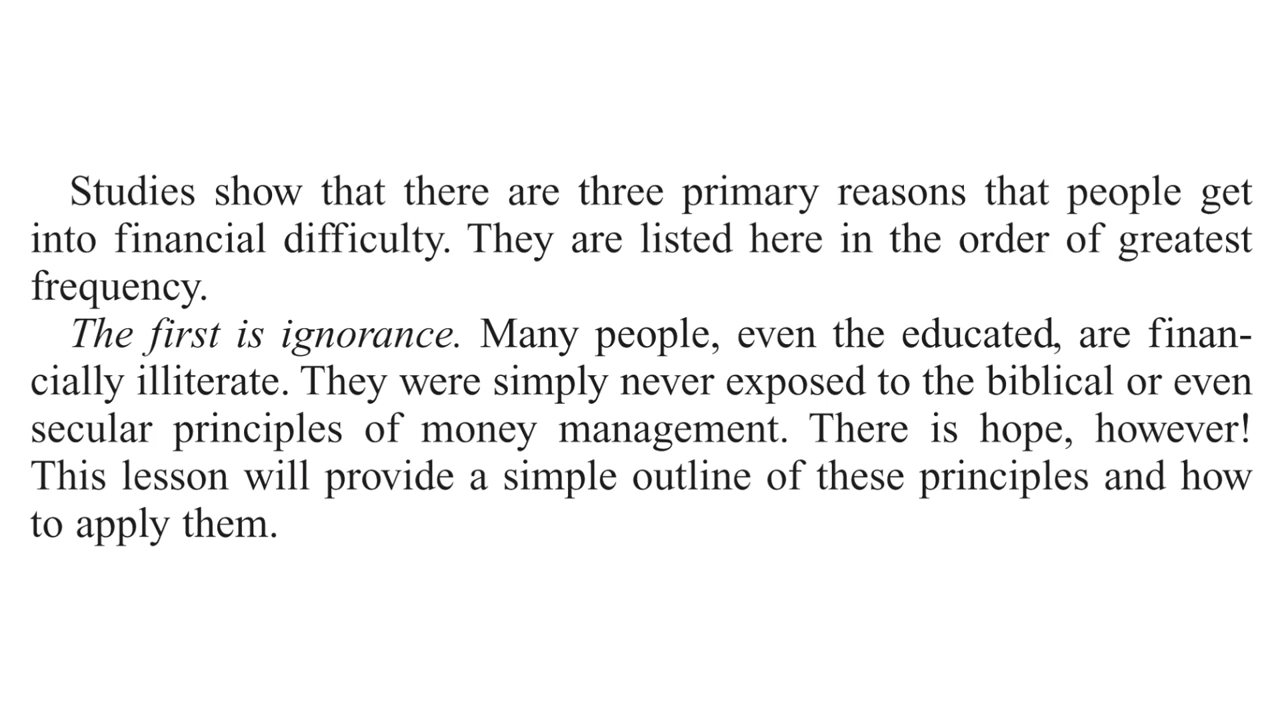 Studies show that there are three primary reasons that people get
into financial difficulty. They are listed here in the order of greatest
frequency.
The first is ignorance. Many people, even the educated, are finan-
cially illiterate. They were simply never exposed to the biblical or even
secular principles of money management. There is hope, however!
This lesson will provide a simple outline of these principles and how
to apply them.